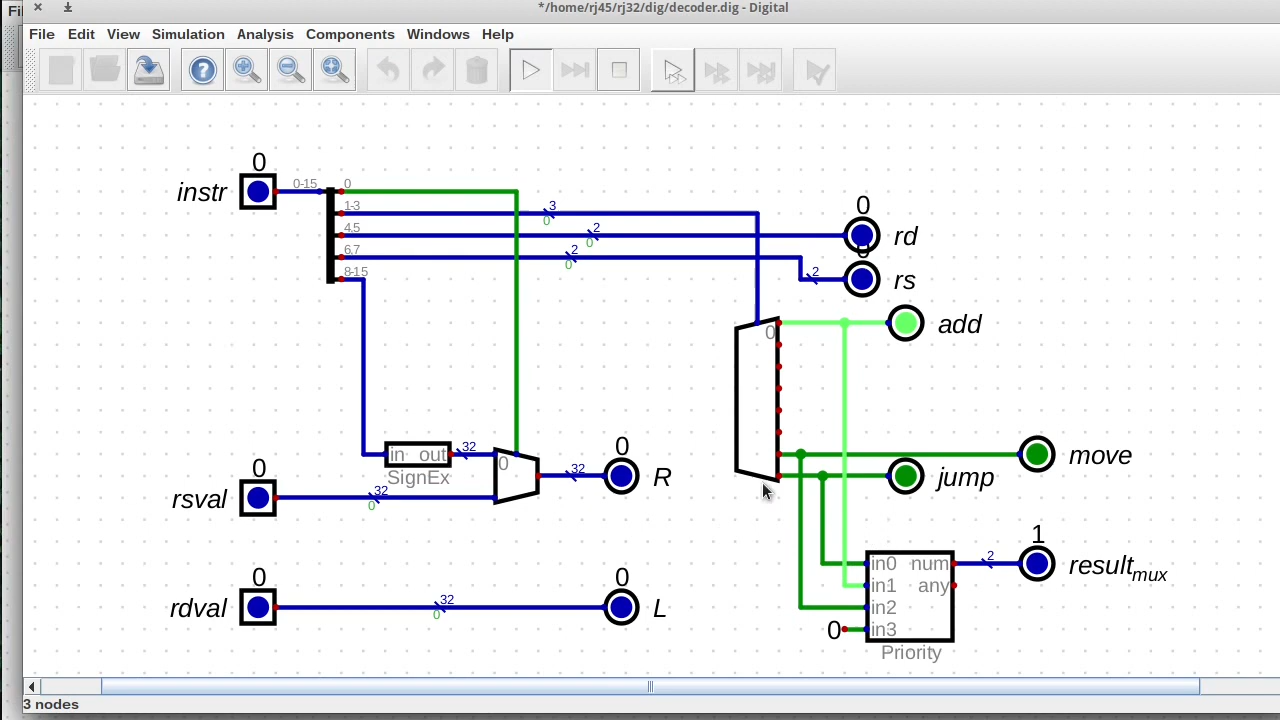 Fi
*/home/rj45/rj32/dig/decoder.dig - Digital
File Edit View Simulation Analysis Components Windows Help
0
instr
0-15
0
1-3
4,5
6,7
8-15
3
0
2
0
2
0
2
0
rd
0
rs
0
add
in out
SignEx
32
0
0
R
32
move
jump
0
rsval
32
0
0
rdval
32
0
0
L
in0 num
in1 any
in2
in3
0
Priority
2
1
resultmux
3 nodes